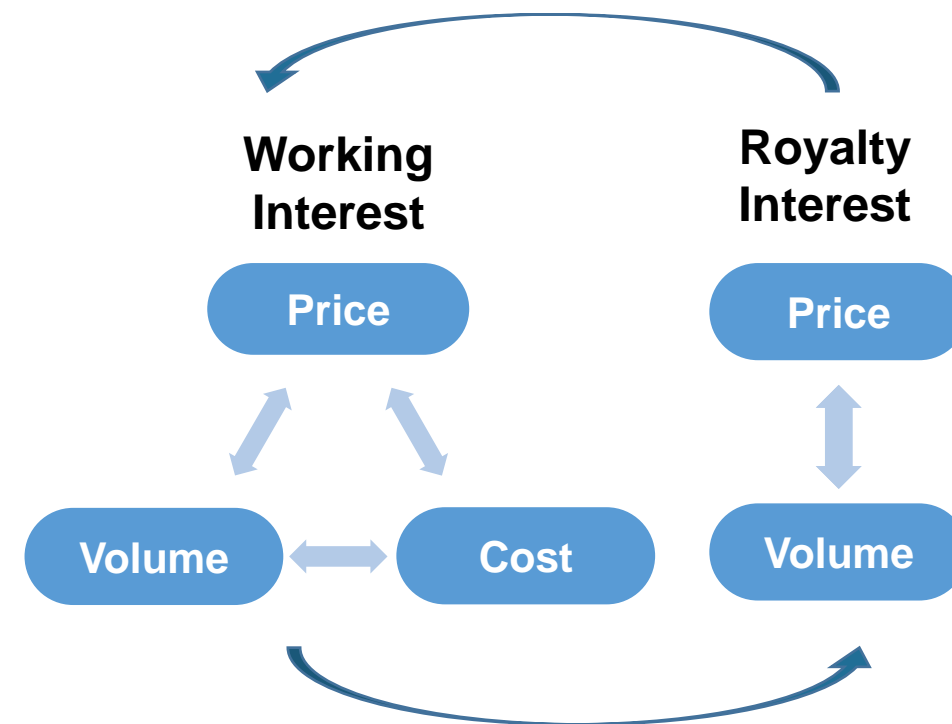 Working
Interest
Price
Volume
Cost
Royalty
Interest
Price
Volume